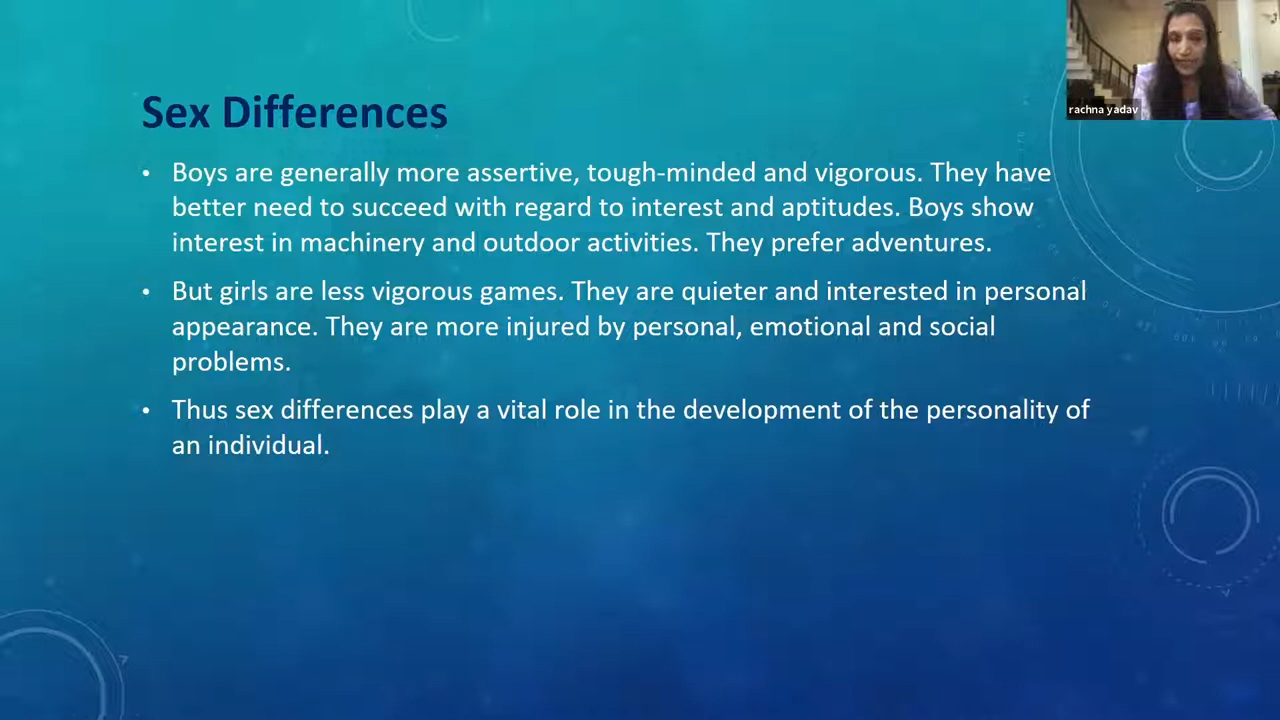 Sex Differences
• Boys are generally more assertive, tough-minded and vigorous. They have
better need to succeed with regard to interest and aptitudes. Boys show
interest in machinery and outdoor activities. They prefer adventures.
• But girls are less vigorous games. They are quieter and interested in personal
appearance. They are more injured by personal, emotional and social
problems.
• Thus sex differences play a vital role in the development of the personality of
an individual.
rachna yadav